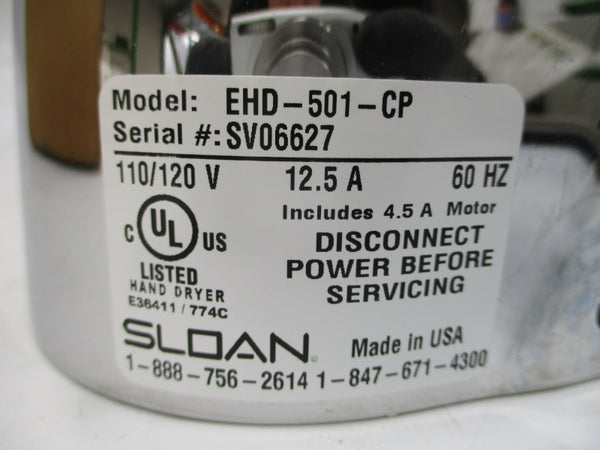 Model: EHD-501-CP
Serial #: SV06627
110/120 V 12.5 A 60 HZ
Includes 4.5 A Motor
C UL US
LISTED
HAND DRYER
E36411 / 774C
DISCONNECT
POWER BEFORE
SERVICING
SLOAN® Made in USA
1-888-756-2614 1-847-671-4300